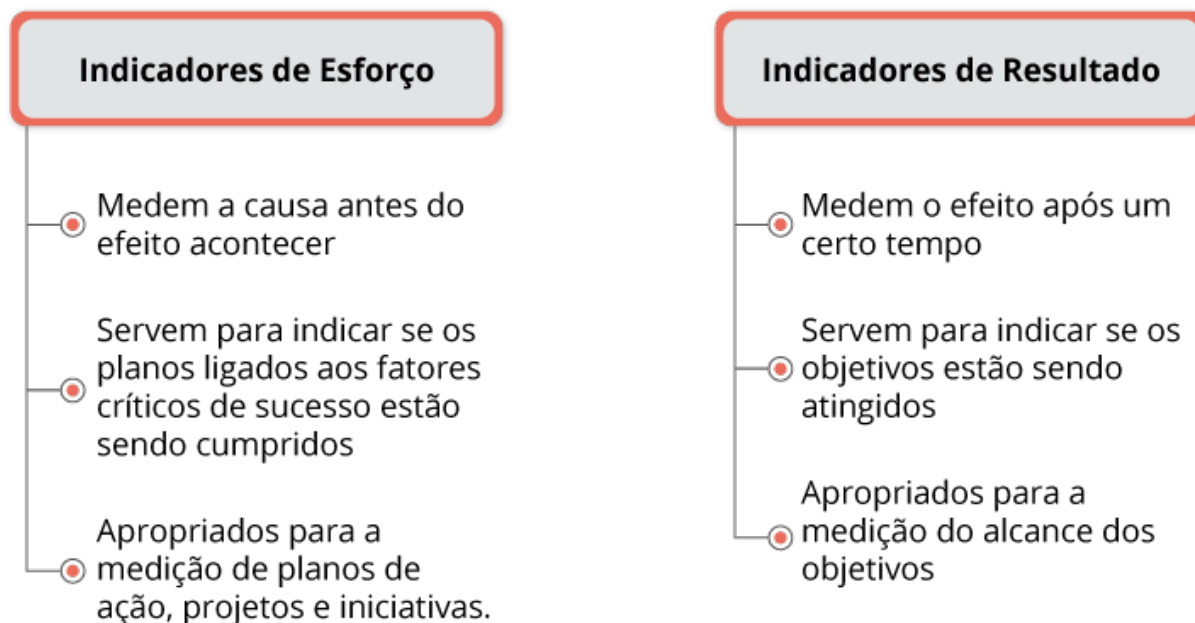 Indicadores de Esforço
Medem a causa antes do
efeito acontecer
Servem para indicar se os
planos ligados aos fatores
críticos de sucesso estão
sendo cumpridos
Apropriados para a
medição de planos de
ação, projetos e iniciativas.
Indicadores de Resultado
Medem o efeito após um
certo tempo
Servem para indicar se os
objetivos estão sendo
atingidos
Apropriados para a
medição do alcance dos
objetivos